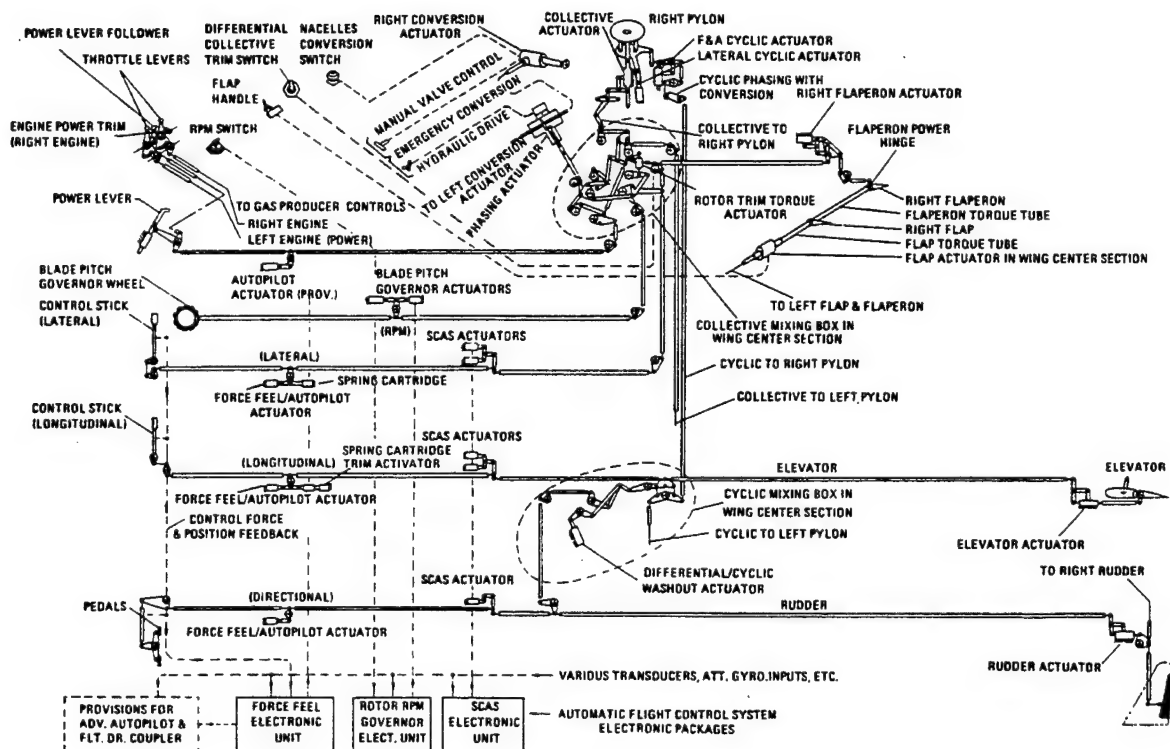 POWER LEVER FOLLOWER
THROTTLE LEVERS
DIFFERENTIAL
COLLECTIVE
TRIM SWITCH
NACELLES
CONVERSION
SWITCH
RIGHT CONVERSION
ACTUATOR
COLLECTIVE
ACTUATOR
RIGHT PYLON
F&A CYCLIC ACTUATOR
LATERAL CYCLIC ACTUATOR
CYCLIC PHASING WITH
CONVERSION
RIGHT FLAPERON ACTUATOR
FLAP
HANDLE
ENGINE POWER TRIM
(RIGHT ENGINE)
RPM SWITCH
MANUAL VALVE CONTROL
EMERGENCY CONVERSION
HYDRAULIC DRIVE
TO LEFT CONVERSION
ACTUATOR
PHASING ACTUATOR
COLLECTIVE TO
RIGHT PYLON
FLAPERON POWER
HINGE
POWER LEVER
TO GAS PRODUCER CONTROLS
RIGHT ENGINE
LEFT ENGINE (POWER)
ROTOR TRIM TORQUE
ACTUATOR
RIGHT FLAPERON
FLAPERON TORQUE TUBE
RIGHT FLAP
FLAP TORQUE TUBE
FLAP ACTUATOR IN WING CENTER SECTION
BLADE PITCH
GOVERNOR WHEEL
AUTOPILOT
ACTUATOR (PROV.)
BLADE PITCH
GOVERNOR ACTUATORS
(RPM)
TO LEFT FLAP & FLAPERON
COLLECTIVE MIXING BOX IN
WING CENTER SECTION
CONTROL STICK
(LATERAL)
SCAS ACTUATORS
(LATERAL)
SPRING CARTRIDGE
FORCE FEEL/AUTOPILOT
ACTUATOR
CYCLIC TO RIGHT PYLON
COLLECTIVE TO LEFT PYLON
CONTROL STICK
(LONGITUDINAL)
SCAS ACTUATORS
(LONGITUDINAL)
SPRING CARTRIDGE
TRIM ACTIVATOR
FORCE FEEL/AUTOPILOT ACTUATOR
ELEVATOR
ELEVATOR
CONTROL FORCE
& POSITION FEEDBACK
CYCLIC MIXING BOX IN
WING CENTER SECTION
CYCLIC TO LEFT PYLON
ELEVATOR ACTUATOR
DIFFERENTIAL/CYCLIC
WASHOUT ACTUATOR
TO RIGHT RUDDER
PEDALS
(DIRECTIONAL)
SCAS ACTUATOR
RUDDER
FORCE FEEL/AUTOPILOT ACTUATOR
RUDDER ACTUATOR
VARIOUS TRANSDUCERS, ATT. GYRO.INPUTS, ETC.
PROVISIONS FOR
ADV. AUTOPILOT &
FLT. DR. COUPLER
FORCE FEEL
ELECTRONIC
UNIT
ROTOR RPM
GOVERNOR
ELECT. UNIT
SCAS
ELECTRONIC
UNIT
AUTOMATIC FLIGHT CONTROL SYSTEM
ELECTRONIC PACKAGES